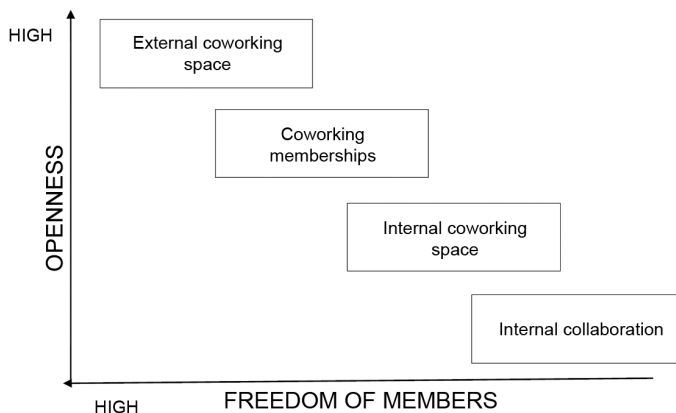 HIGH
External coworking
space
Coworking
memberships
OPENNESS
Internal coworking
space
Internal collaboration
HIGH
FREEDOM OF MEMBERS